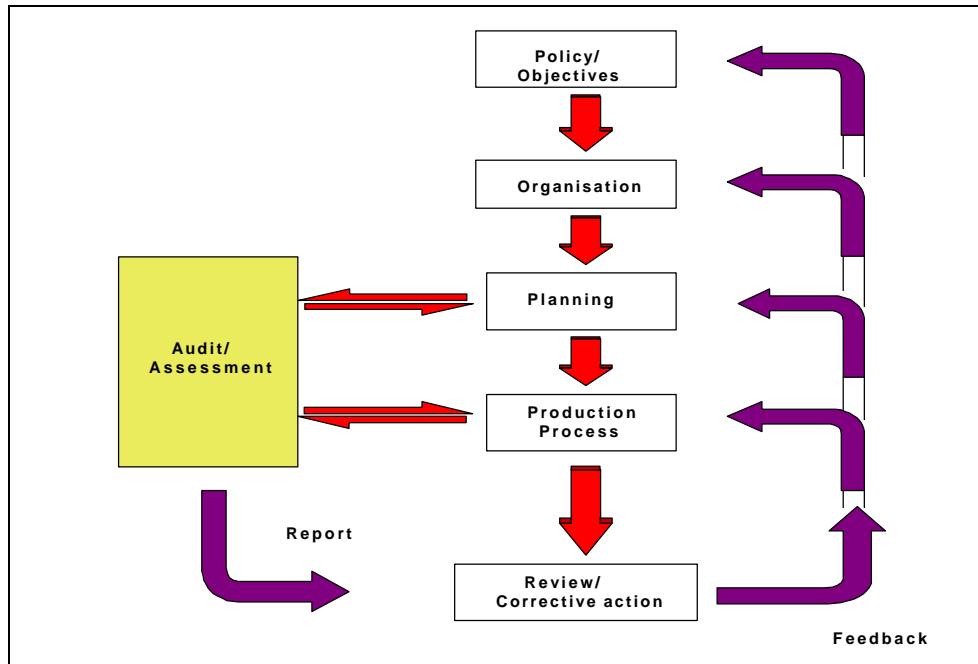 Policy/
Objectives
Organisation
Planning
Audit/
Assessment
Production
Process
Report
Review/
Corrective action
Feedback